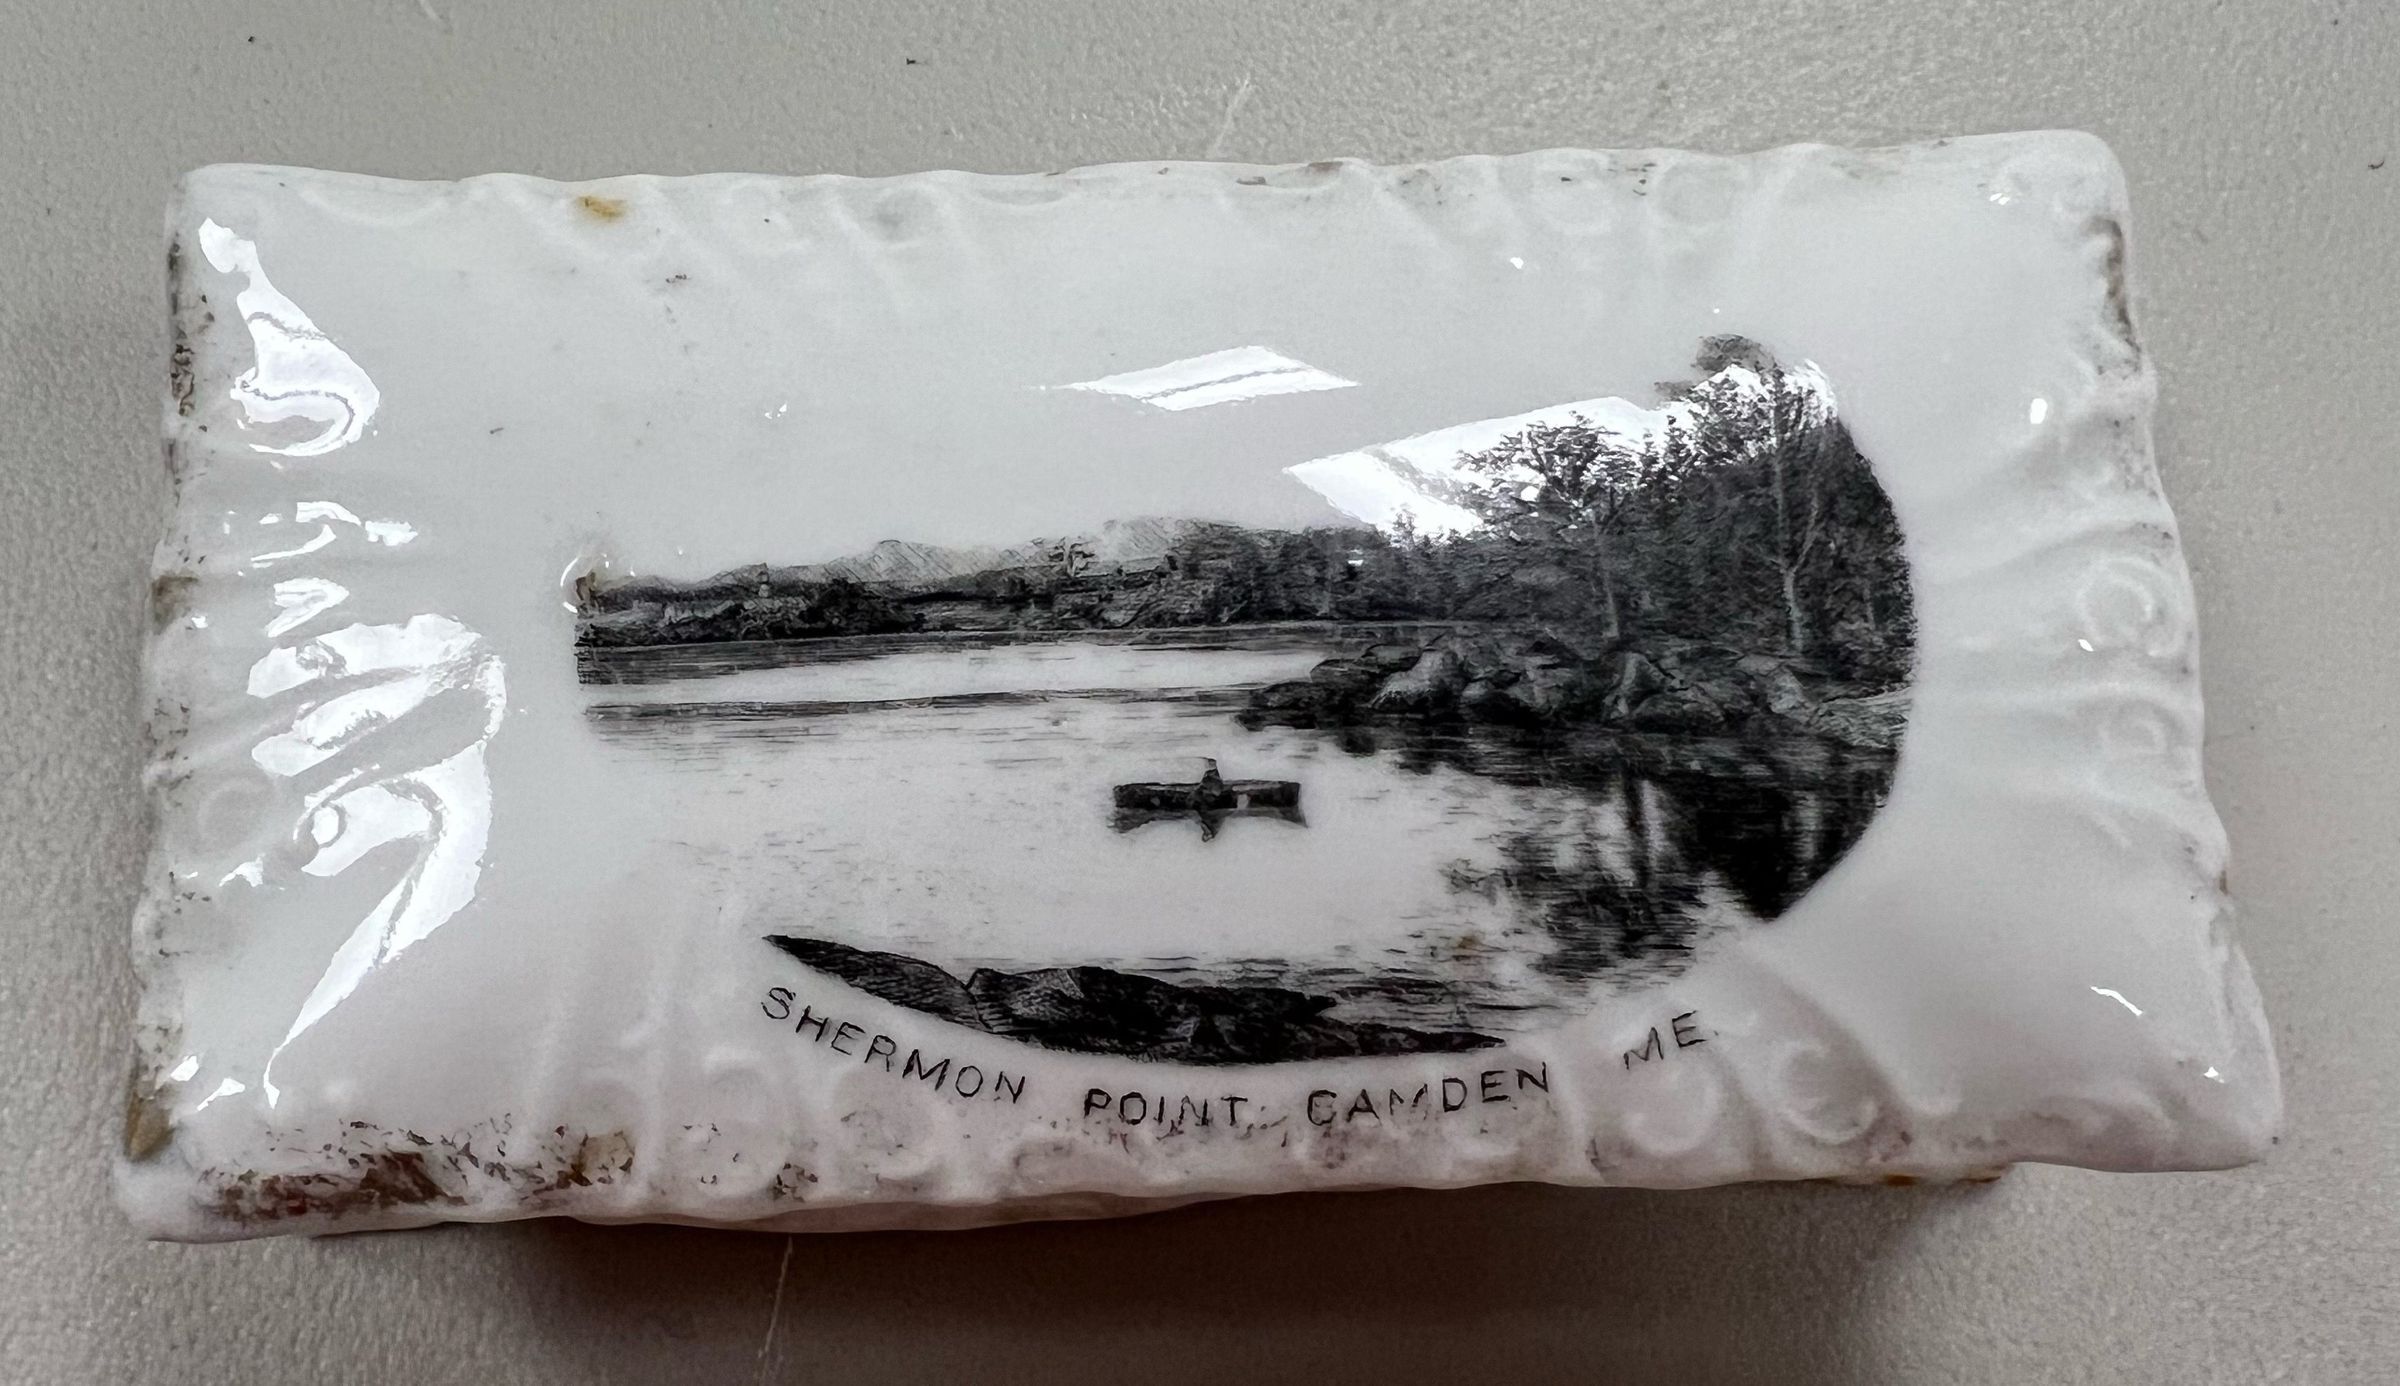 SHERMON POINT, CAMDEN ME.